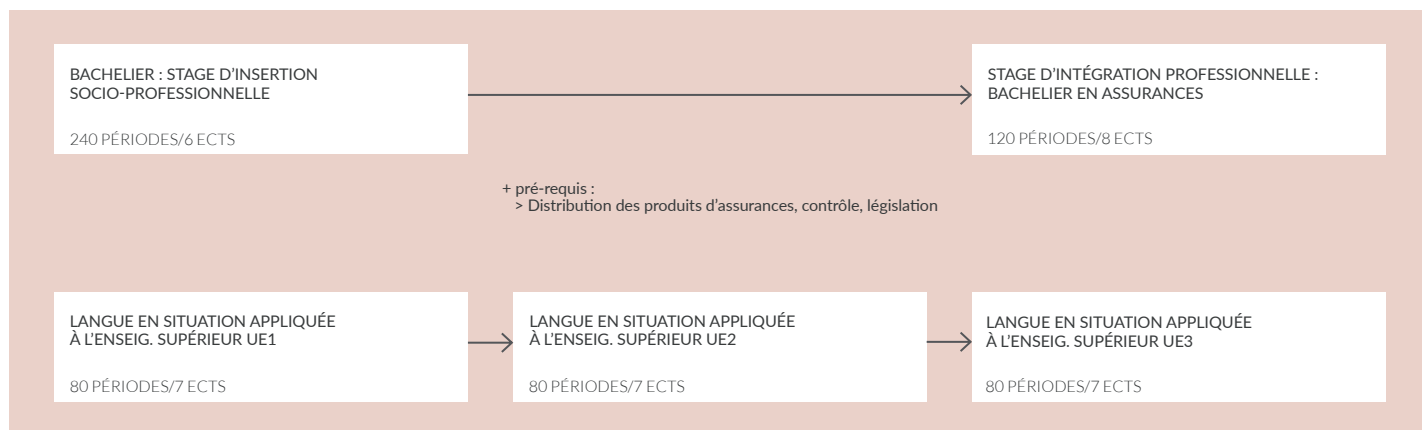 BACHELIER : STAGE D'INSERTION
SOCIO-PROFESSIONNELLE
240 PÉRIODES/6 ECTS
STAGE D'INTÉGRATION PROFESSIONNELLE :
BACHELIER EN ASSURANCES
120 PÉRIODES/8 ECTS
+ pré-requis :
> Distribution des produits d'assurances, contrôle, législation
LANGUE EN SITUATION APPLIQUÉE
À L'ENSEIG. SUPÉRIEUR UE1
80 PÉRIODES/7 ECTS
LANGUE EN SITUATION APPLIQUÉE
À L'ENSEIG. SUPÉRIEUR UE2
80 PÉRIODES/7 ECTS
LANGUE EN SITUATION APPLIQUÉE
À L'ENSEIG. SUPÉRIEUR UE3
80 PÉRIODES/7 ECTS